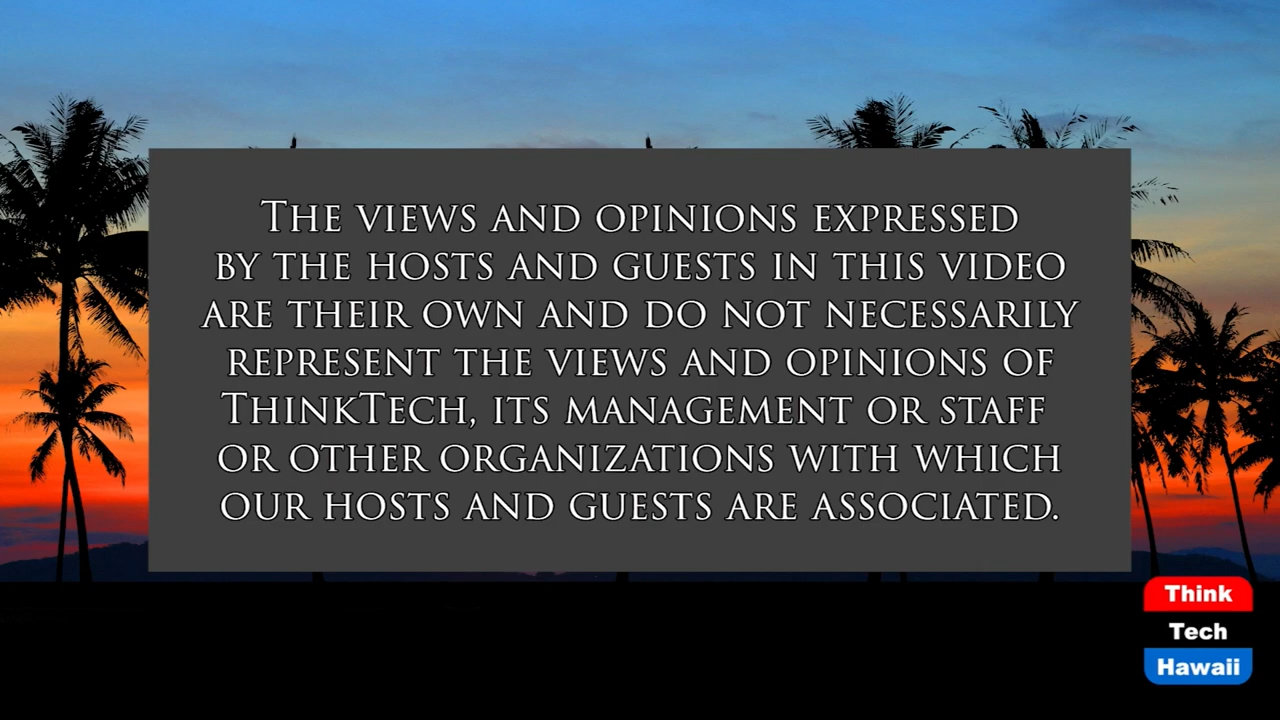 The views and opinions expressed
by the hosts and guests in this video
are their own and do not necessarily
represent the views and opinions of
ThinkTech, its management or staff
or other organizations with which
our hosts and guests are associated.
Think
Tech
Hawaii